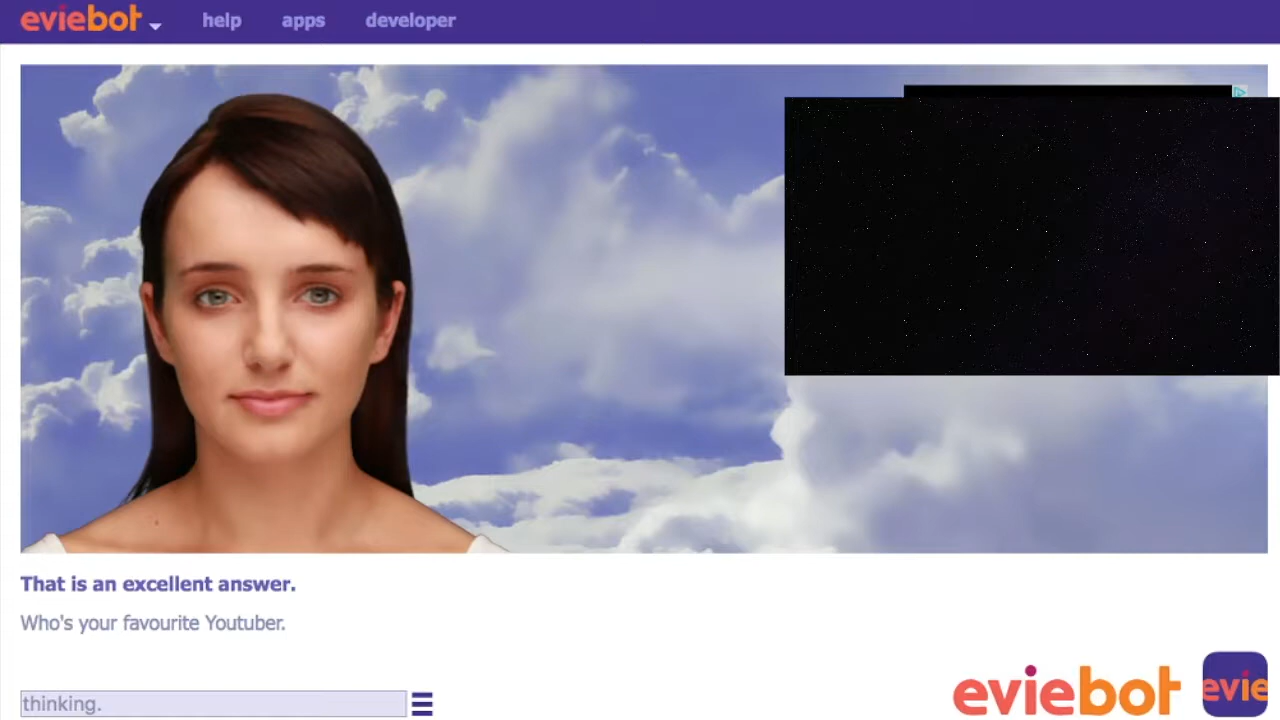 eviebot help apps developer
That is an excellent answer.
Who's your favourite Youtuber.
thinking.
eviebot evie